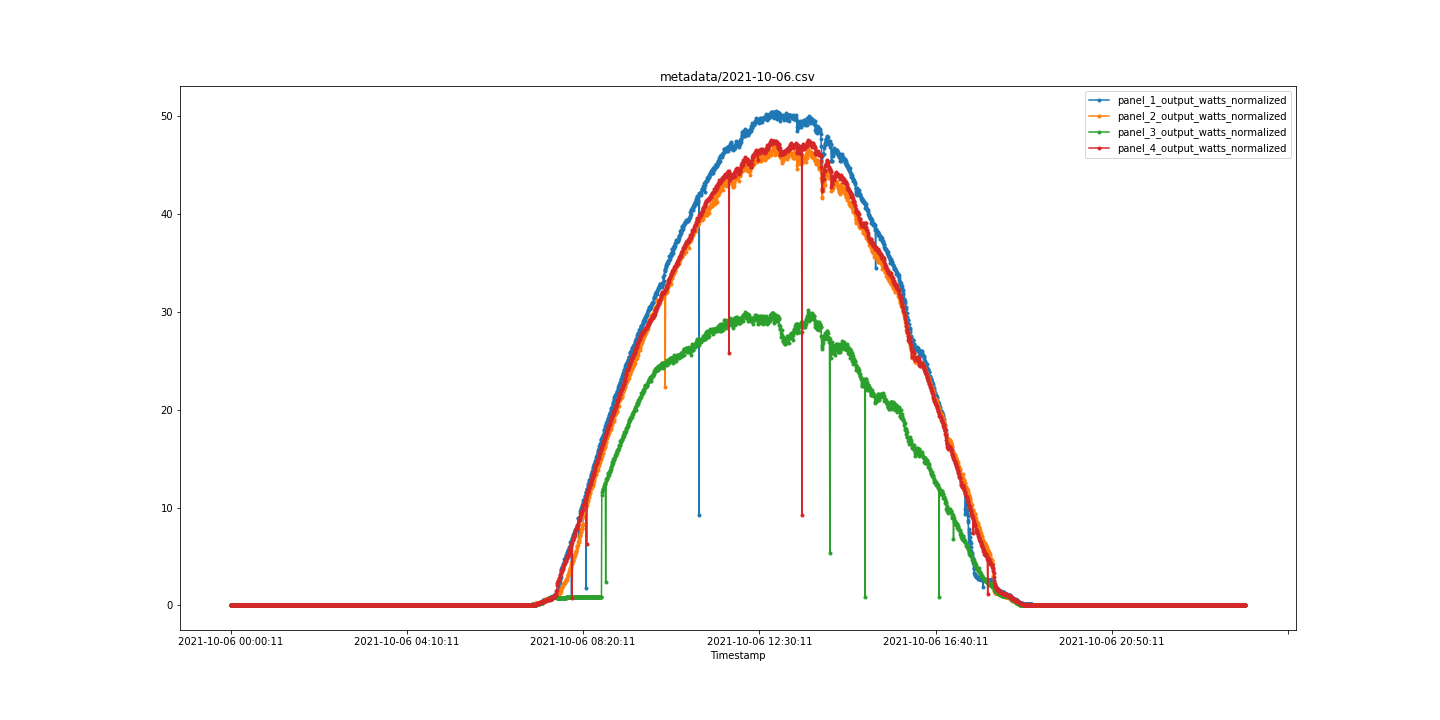 metadata/2021-10-06.csv
panel_1_output_watts_normalized
panel_2_output_watts_normalized
panel_3_output_watts_normalized
panel_4_output_watts_normalized
50
40
30
20
10
0
2021-10-06 00:00:11 2021-10-06 04:10:11 2021-10-06 08:20:11 2021-10-06 12:30:11 2021-10-06 16:40:11 2021-10-06 20:50:11
Timestamp